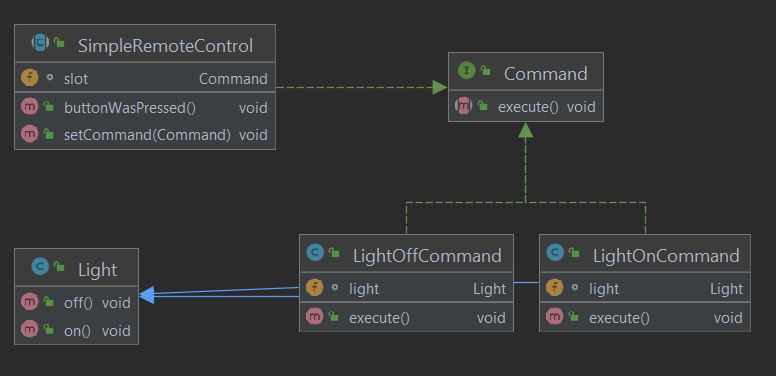 SimpleRemoteControl
f slot Command
m buttonWasPressed() void
m setCommand(Command) void
I Command
m execute() void
C Light
m off() void
m on() void
C LightOffCommand
f light Light
m execute() void
C LightOnCommand
f light Light
m execute() void